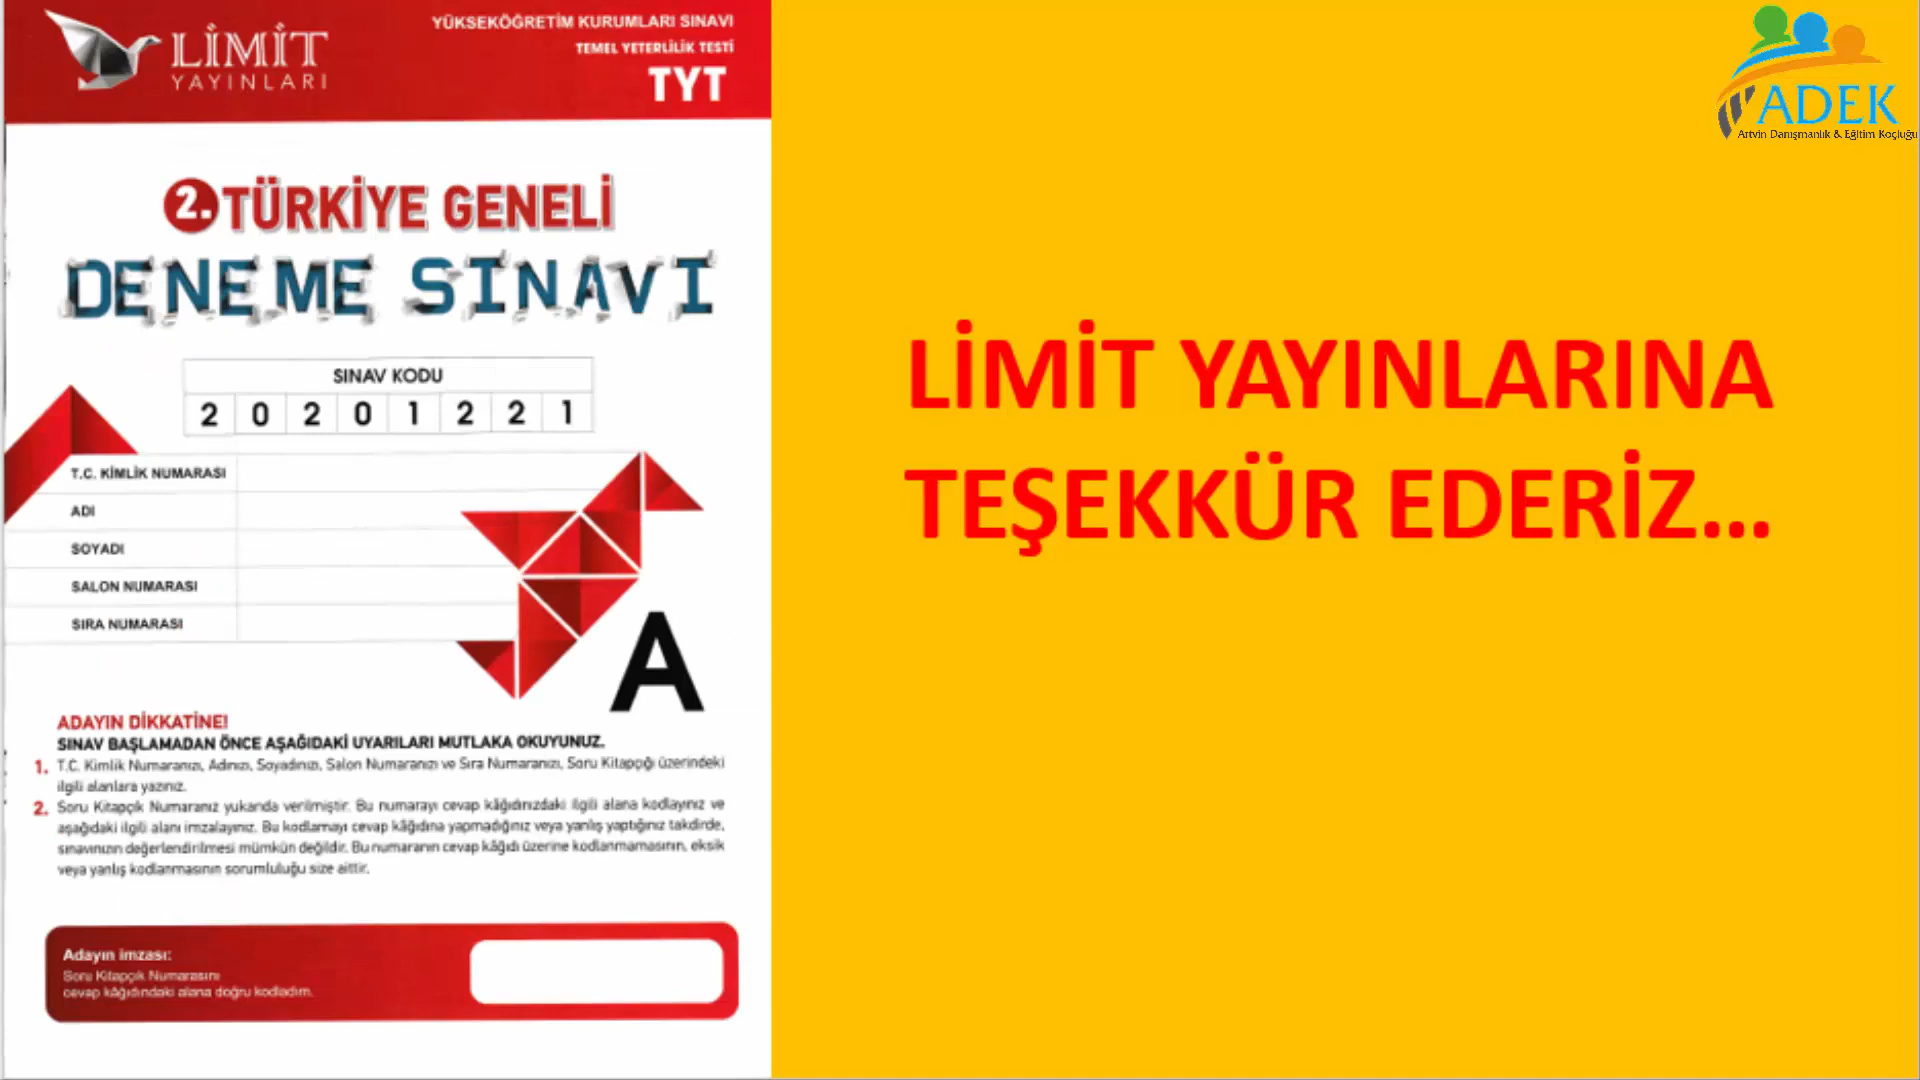 LİMİT
YAYINLARI
YÜKSEKÖĞRETİM KURUMLARI SINAVI
TEMEL YETERLİLİK TESTİ
TYT
2. TÜRKİYE GENELİ
DENEME SINAVI
SINAV KODU
2 0 2 0 1 2 2 1
T.C. KİMLİK NUMARASI
ADI
SOYADI
SALON NUMARASI
SIRA NUMARASI
A
ADAYIN DİKKATİNE!
SINAV BAŞLAMADAN ÖNCE AŞAĞIDAKİ UYARILARI MUTLAKA OKUYUNUZ.
1. T.C. Kimlik Numaranızı, Adınızı, Soyadınızı, Salon Numaranızı ve Sıra Numaranızı, Soru Kitapçığı üzerindeki
ilgili alanlara yazınız.
2. Soru Kitapçık Numaranız yukarıda verilmiştir. Bu numarayı cevap kâğıdınızdaki ilgili alana kodlayınız ve
aşağıdaki ilgili alanı imzalayınız. Bu kodlamayı cevap kâğıdına yapmadığınız veya yanlış yaptığınız takdirde,
sınavınızın değerlendirilmesi mümkün değildir. Bu numaranın cevap kâğıdı üzerine kodlanmamasının, eksik
veya yanlış kodlanmasının sorumluluğu size aittir.
Adayın imzası:
Soru Kitapçık Numarasını
cevap kâğıdındaki alana doğru kodladım.
ADEK
Artvin Danışmanlık & Eğitim Koçluğu
LİMİT YAYINLARINA
TEŞEKKÜR EDERİZ...